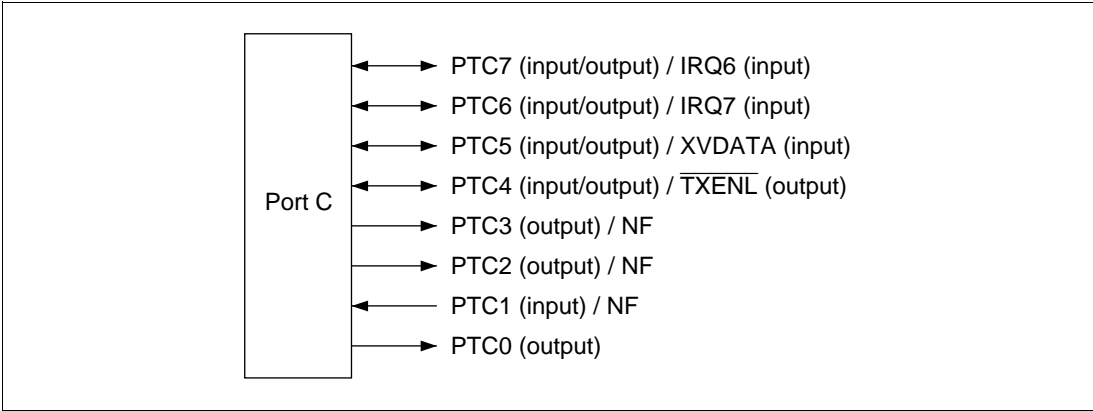 Port C
PTC7 (input/output) / IRQ6 (input)
PTC6 (input/output) / IRQ7 (input)
PTC5 (input/output) / XVDATA (input)
PTC4 (input/output) / T̅X̅E̅N̅L̅ (output)
PTC3 (output) / NF
PTC2 (output) / NF
PTC1 (input) / NF
PTC0 (output)